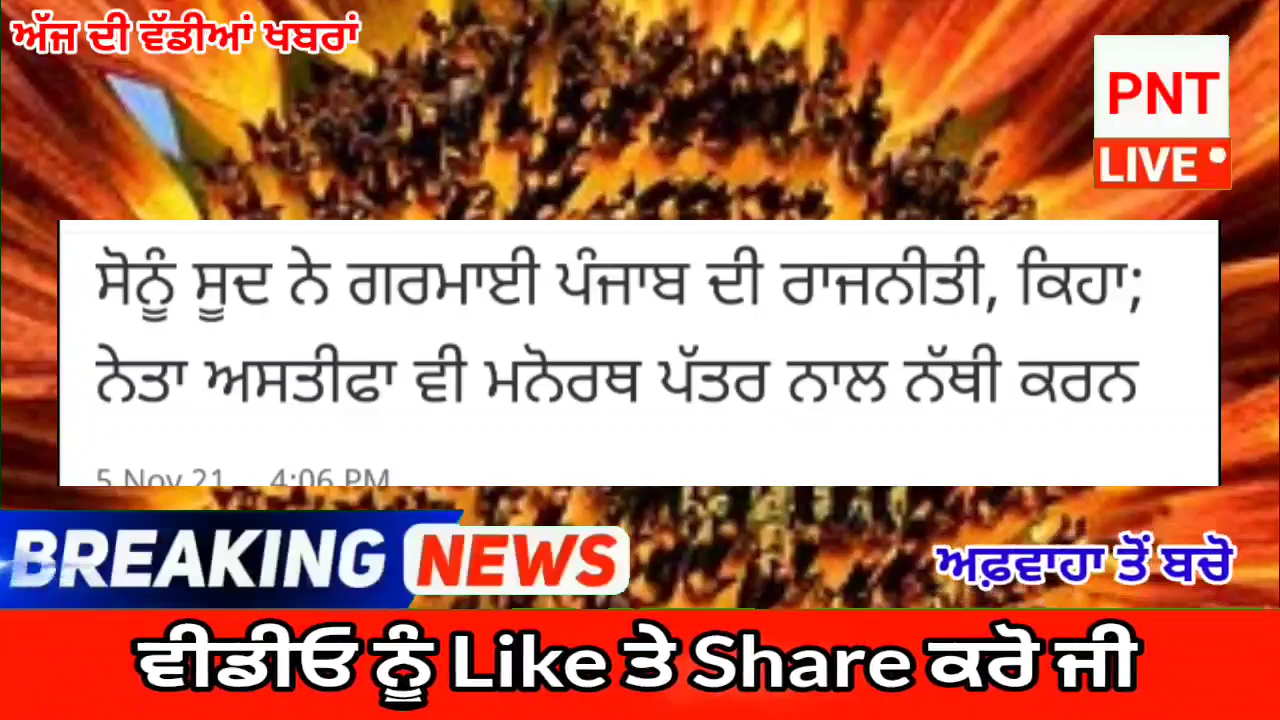 ਅੱਜ ਦੀ ਵੱਡੀਆਂ ਖਬਰਾਂ
PNT
LIVE
ਸੋਨੂੰ ਸੂਦ ਨੇ ਗਰਮਾਈ ਪੰਜਾਬ ਦੀ ਰਾਜਨੀਤੀ, ਕਿਹਾ;
ਨੇਤਾ ਅਸਤੀਫਾ ਵੀ ਮਨੋਰਥ ਪੱਤਰ ਨਾਲ ਨੱਥੀ ਕਰਨ
5 Nov 21 4:06 PM
BREAKING NEWS
ਅਫ਼ਵਾਹਾ ਤੋਂ ਬਚੋ
ਵੀਡੀਓ ਨੂੰ Like ਤੇ Share ਕਰੋ ਜੀ